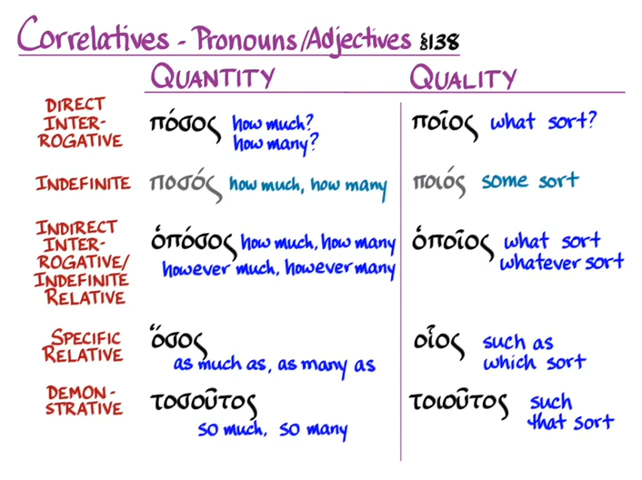 Correlatives - Pronouns/Adjectives §138
QUANTITY QUALITY
DIRECT
INTER-
ROGATIVE
πόσος how much?
how many?
ποῖος what sort?
INDEFINITE
ποσός how much, how many
ποιός some sort
INDIRECT
INTER-
ROGATIVE/
INDEFINITE
RELATIVE
ὁπόσος how much, how many
however much, however many
ὁποῖος what sort
whatever sort
SPECIFIC
RELATIVE
ὅσος
as much as, as many as
οἷος such as
which sort
DEMON-
STRATIVE
τοσοῦτος
so much, so many
τοιοῦτος such
that sort